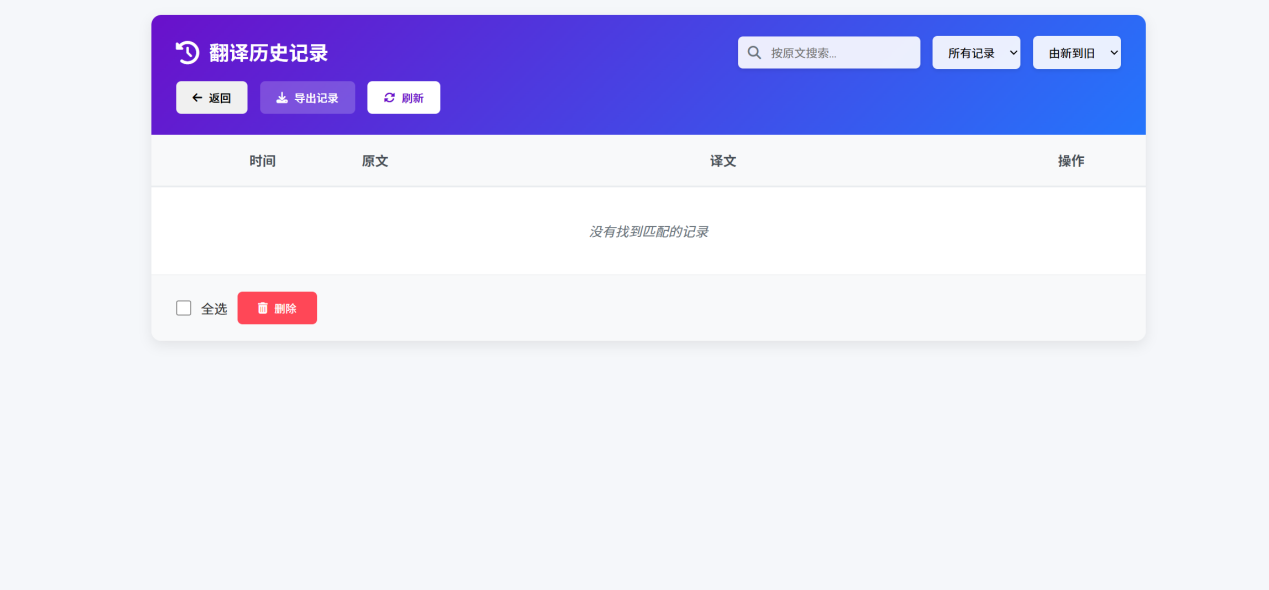 翻译历史记录
按原文搜索...
所有记录
由新到旧
返回
导出记录
刷新
时间 原文 译文 操作
没有找到匹配的记录
全选
删除